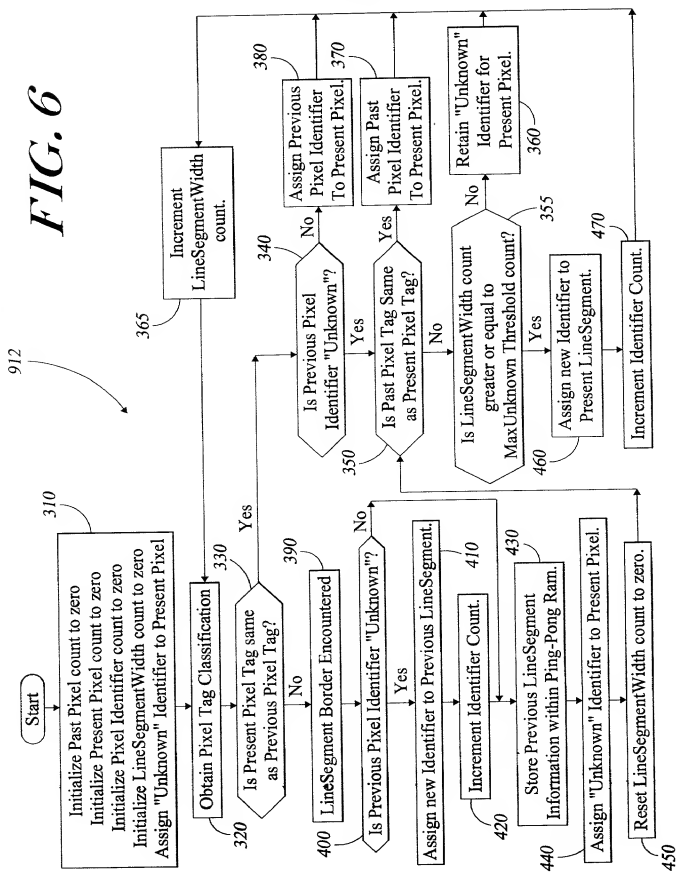 FIG. 6
912
Start
310
Initialize Past Pixel count to zero
Initialize Present Pixel count to zero
Initialize Pixel Identifier count to zero
Initialize LineSegmentWidth count to zero
Assign "Unknown" Identifier to Present Pixel
320
Obtain Pixel Tag Classification
330
Is Present Pixel Tag same
as Previous Pixel Tag?
Yes
No
390
LineSegment Border Encountered
400
Is Previous Pixel Identifier "Unknown"?
No
Yes
410
Assign new Identifier to Previous LineSegment.
420
Increment Identifier Count.
430
Store Previous LineSegment
Information within Ping-Pong Ram.
440
Assign "Unknown" Identifier to Present Pixel.
450
Reset LineSegmentWidth count to zero.
365
Increment
LineSegmentWidth
count.
340
Is Previous Pixel
Identifier "Unknown"?
No
Yes
380
Assign Previous
Pixel Identifier
To Present Pixel.
350
Is Past Pixel Tag Same
as Present Pixel Tag?
Yes
No
370
Assign Past
Pixel Identifier
To Present Pixel.
355
Is LineSegmentWidth count
greater or equal to
MaxUnknown Threshold count?
No
Yes
360
Retain "Unknown"
Identifier for
Present Pixel.
460
Assign new Identifier to
Present LineSegment.
470
Increment Identifier Count.